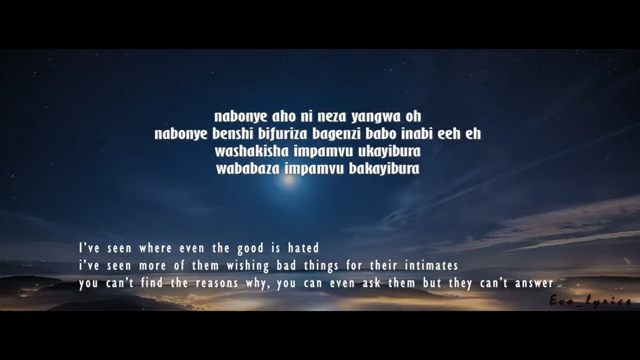 nabonye aho ni neza yangwa oh
nabonye benshi bifuriza bagenzi babo inabi eeh eh
washakisha impamvu ukayibura
wababaza impamvu bakayibura
I've seen where even the good is hated
i've seen more of them wishing bad things for their intimates
you can't find the reasons why, you can even ask them but they can't answer
Evo_Lyrics